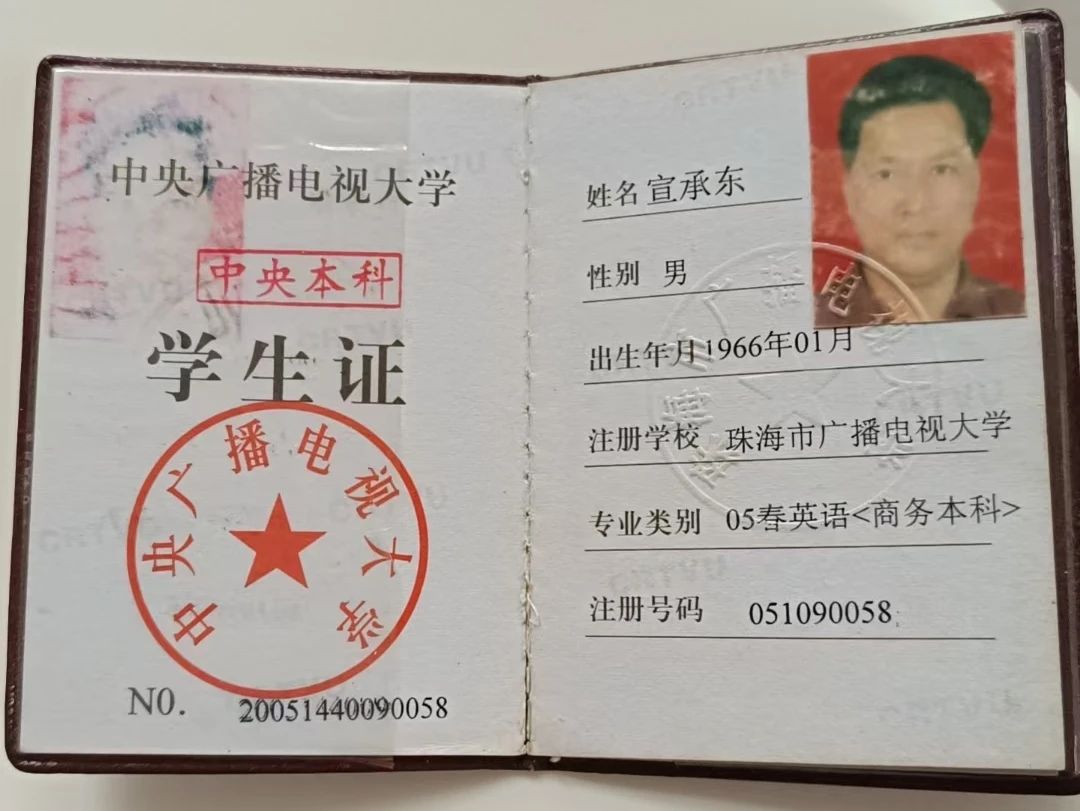 中央广播电视大学
中央本科
学生证
中央广播电视大学
NO. 20051440090058
姓名 宣承东
性别 男
出生年月 1966年01月
注册学校 珠海市广播电视大学
专业类别 05春英语<商务本科>
注册号码 051090058